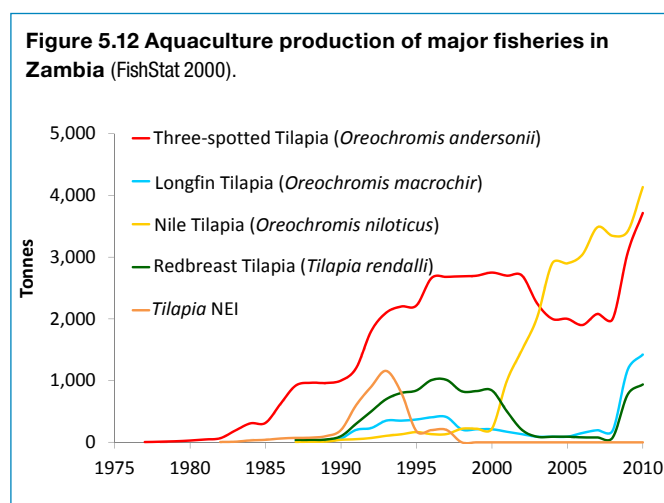 Figure 5.12 Aquaculture production of major fisheries in
Zambia (FishStat 2000).
5,000
4,000
3,000
2,000
1,000
0
Tonnes
Three-spotted Tilapia (Oreochromis andersonii)
Longfin Tilapia (Oreochromis macrochir)
Nile Tilapia (Oreochromis niloticus)
Redbreast Tilapia (Tilapia rendalli)
Tilapia NEI
1975 1980 1985 1990 1995 2000 2005 2010